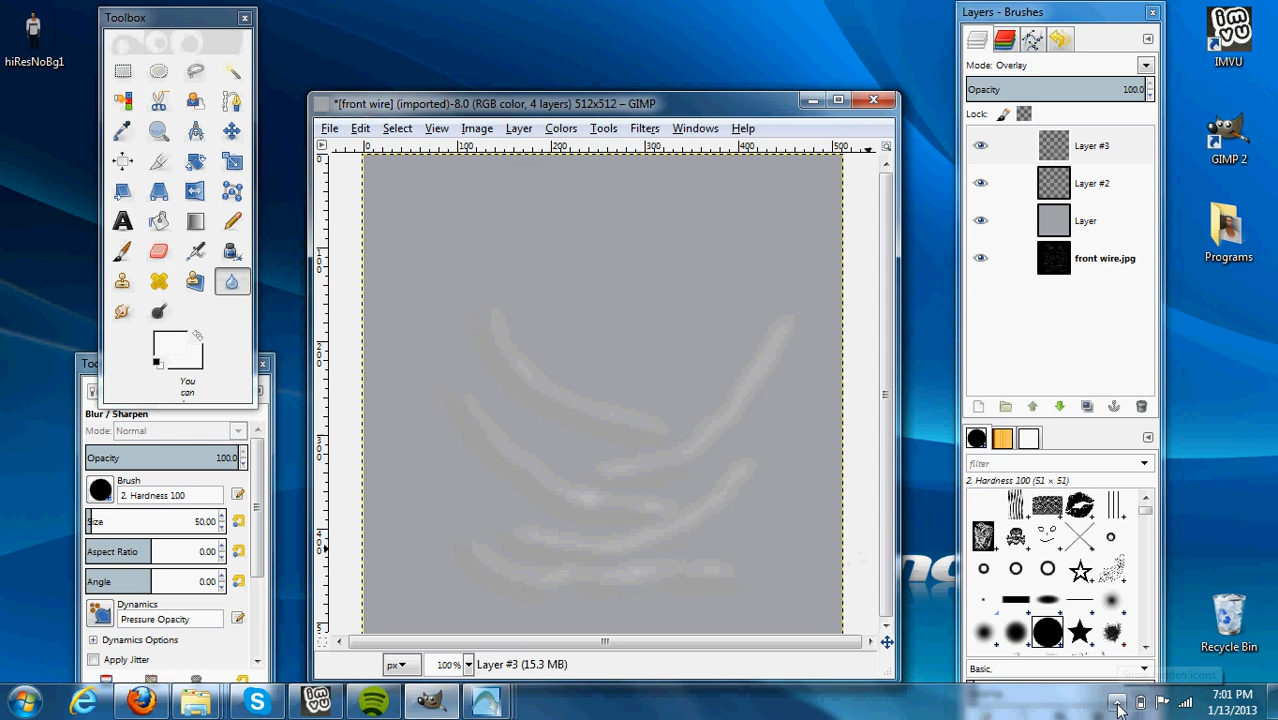 hiResNoBg1
Toolbox
You
can
Blur / Sharpen
Mode: Normal
Opacity 100.0
Brush
2. Hardness 100
Size 50.00
Aspect Ratio 0.00
Angle 0.00
Dynamics
Pressure Opacity
Dynamics Options
Apply Jitter
*[front wire] (imported)-8.0 (RGB color, 4 layers) 512x512 – GIMP
File Edit Select View Image Layer Colors Tools Filters Windows Help
0 100 200 300 400 500
px 100% Layer #3 (15.3 MB)
Layers - Brushes
Mode: Overlay
Opacity 100.0
Lock:
Layer #3
Layer #2
Layer
front wire.jpg
filter
2. Hardness 100 (51 × 51)
Basic,
Show hidden icons
imvu
IMVU
GIMP 2
Programs
Recycle Bin
7:01 PM
1/13/2013